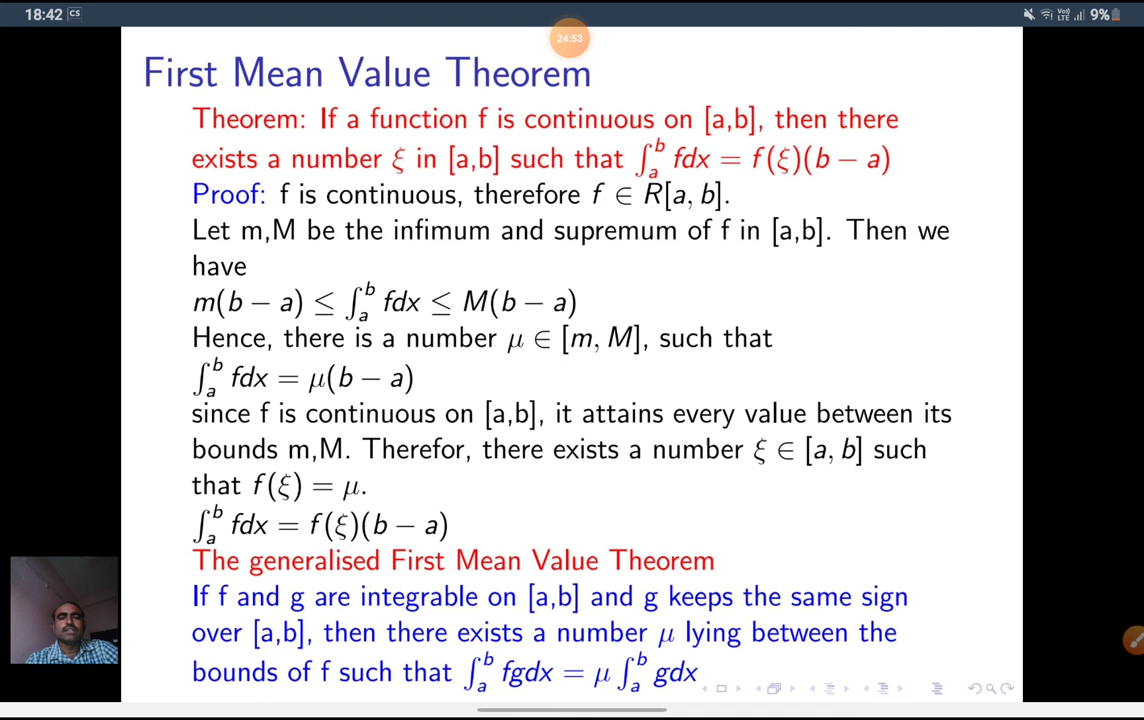 18:42 CS
Vo)) LTE 9%
24:53
First Mean Value Theorem
Theorem: If a function f is continuous on [a,b], then there
exists a number ξ in [a,b] such that ∫_a^b fdx = f(ξ)(b − a)
Proof: f is continuous, therefore f ∈ R[a, b].
Let m,M be the infimum and supremum of f in [a,b]. Then we
have
m(b − a) ≤ ∫_a^b fdx ≤ M(b − a)
Hence, there is a number μ ∈ [m, M], such that
∫_a^b fdx = μ(b − a)
since f is continuous on [a,b], it attains every value between its
bounds m,M. Therefor, there exists a number ξ ∈ [a, b] such
that f(ξ) = μ.
∫_a^b fdx = f(ξ)(b − a)
The generalised First Mean Value Theorem
If f and g are integrable on [a,b] and g keeps the same sign
over [a,b], then there exists a number μ lying between the
bounds of f such that ∫_a^b fgdx = μ ∫_a^b gdx